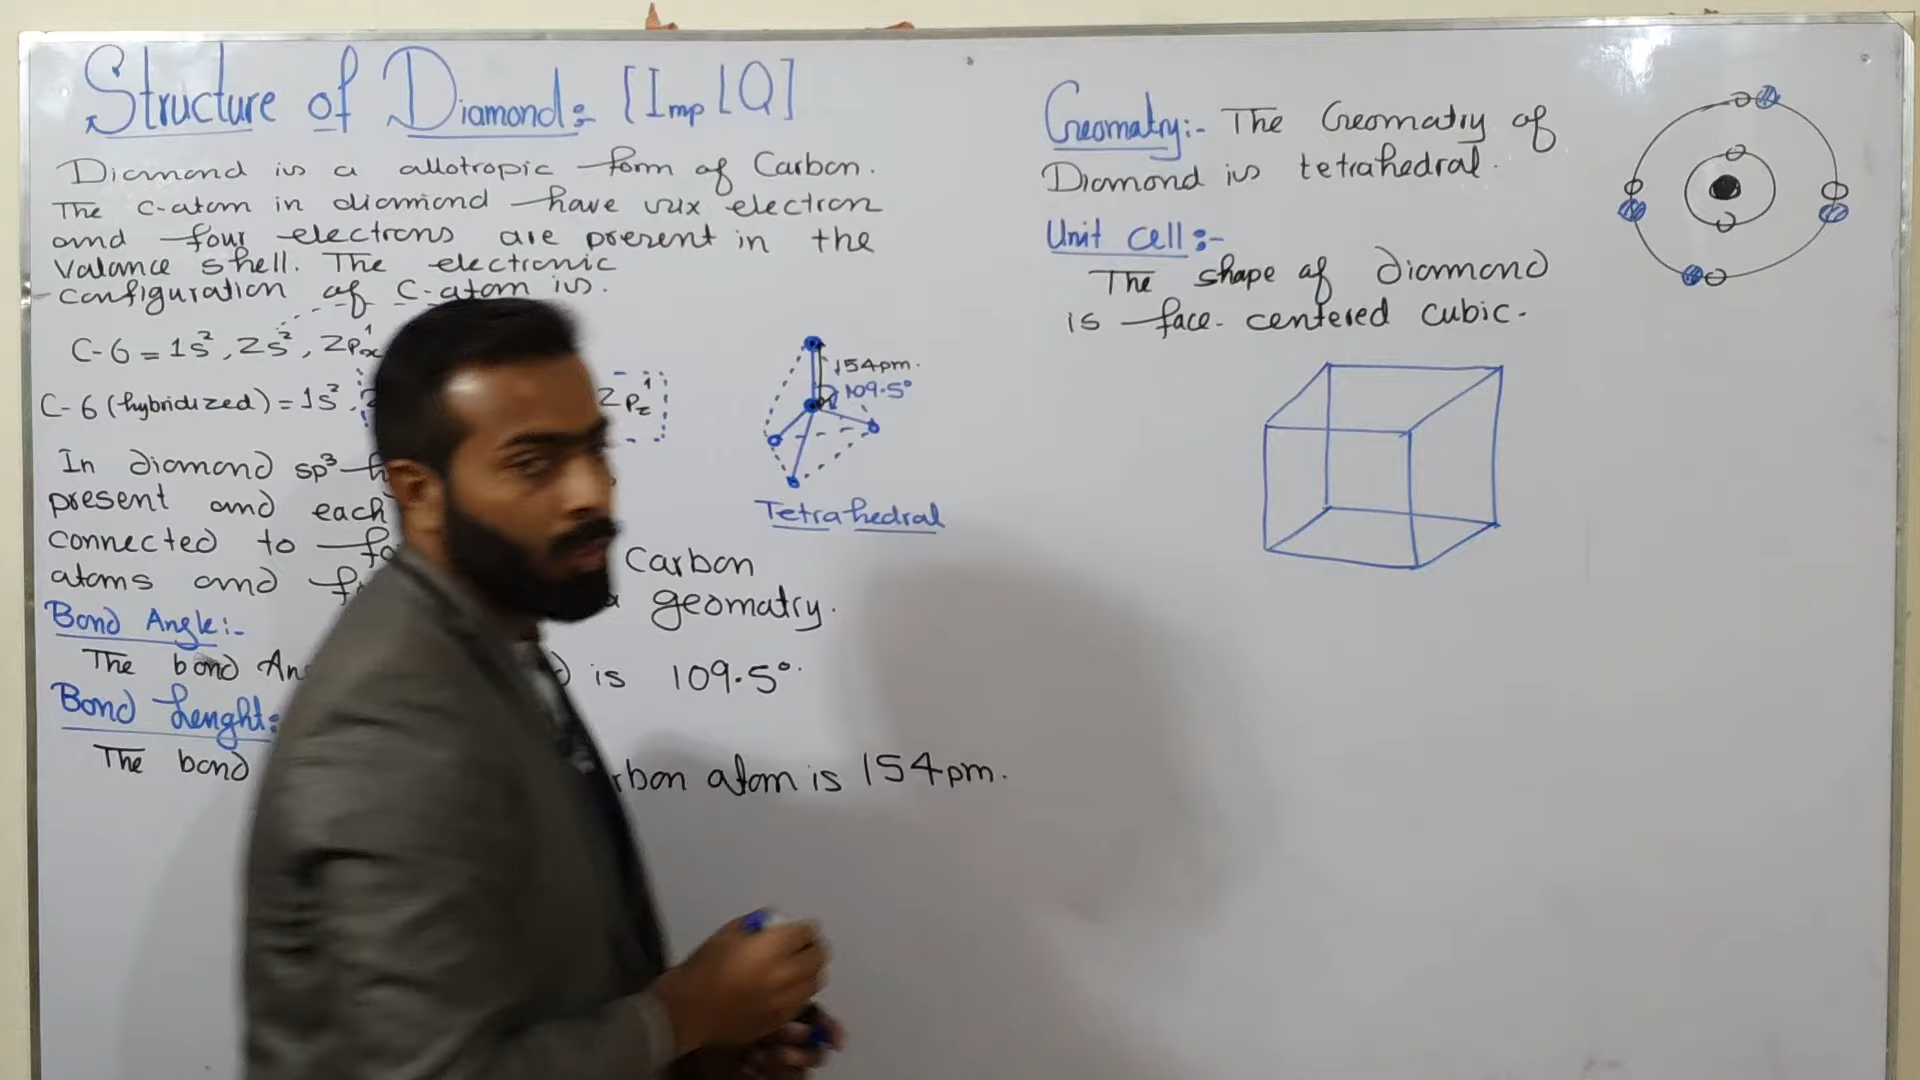 Structure of Diamond:- [Imp LQ]
Diamond is a allotropic form of Carbon.
The C-atom in diamond have six electron
and four electrons are present in the
Valance shell. The electronic
configuration of C-atom is.
C-6 = 1s², 2s², 2px¹
C-6 (hybridized) = 1s², 2pz¹
In diamond sp³
present and each
connected to Carbon
atoms and geomatry.
Bond Angle:-
The bond is 109.5°.
Bond Lenght:
The bond atom is 154pm.
154pm.
109.5°
Tetrahedral
Geomatry:- The Geomatry of
Diamond is tetrahedral.
Unit Cell:-
The shape of diamond
is face-centered cubic.